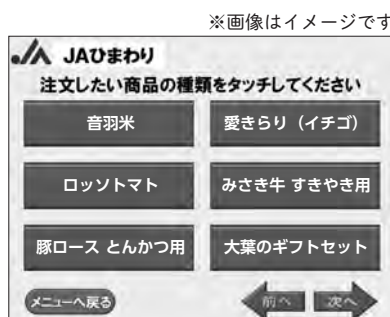 ※画像はイメージです
JAひまわり
注文したい商品の種類をタッチしてください
音羽米
愛きらり（イチゴ）
ロッソトマト
みさき牛 すきやき用
豚ロース とんかつ用
大葉のギフトセット
メニューへ戻る
前へ
次へ